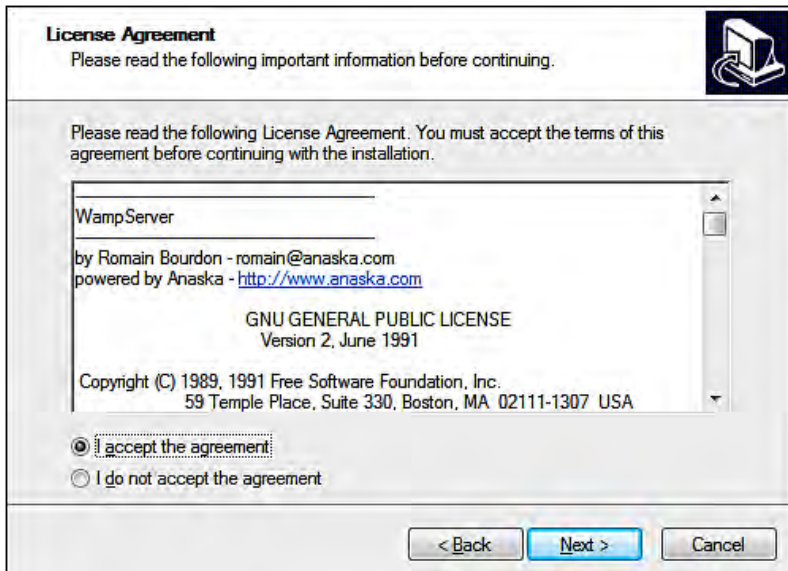 License Agreement
Please read the following important information before continuing.
Please read the following License Agreement. You must accept the terms of this
agreement before continuing with the installation.
WampServer
by Romain Bourdon - romain@anaska.com
powered by Anaska - http://www.anaska.com
GNU GENERAL PUBLIC LICENSE
Version 2, June 1991
Copyright (C) 1989, 1991 Free Software Foundation, Inc.
59 Temple Place, Suite 330, Boston, MA 02111-1307 USA
I accept the agreement
I do not accept the agreement
< Back Next > Cancel